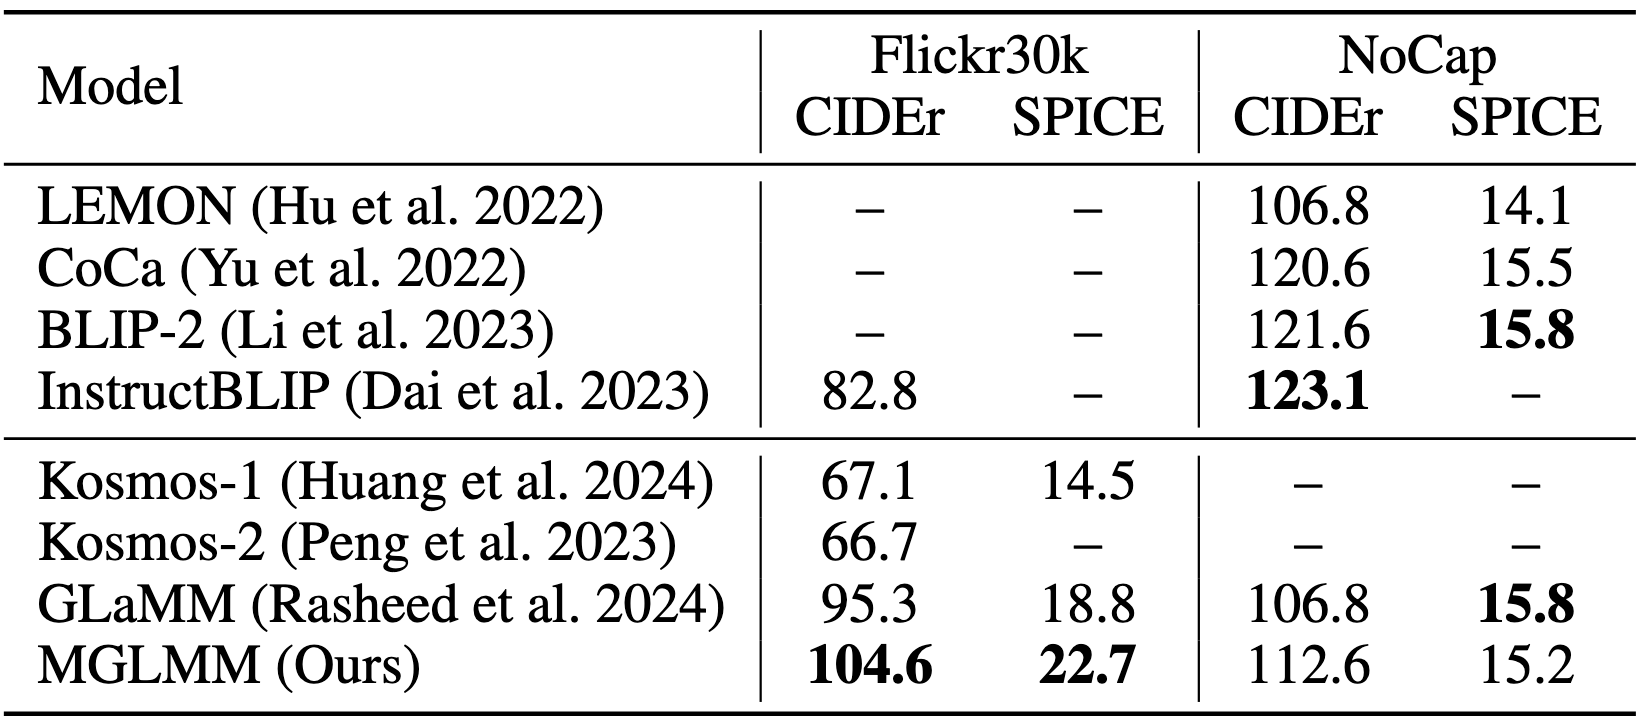 Model Flickr30k NoCap
CIDEr SPICE CIDEr SPICE
LEMON (Hu et al. 2022) – – 106.8 14.1
CoCa (Yu et al. 2022) – – 120.6 15.5
BLIP-2 (Li et al. 2023) – – 121.6 15.8
InstructBLIP (Dai et al. 2023) 82.8 – 123.1 –
Kosmos-1 (Huang et al. 2024) 67.1 14.5 – –
Kosmos-2 (Peng et al. 2023) 66.7 – – –
GLaMM (Rasheed et al. 2024) 95.3 18.8 106.8 15.8
MGLMM (Ours) 104.6 22.7 112.6 15.2